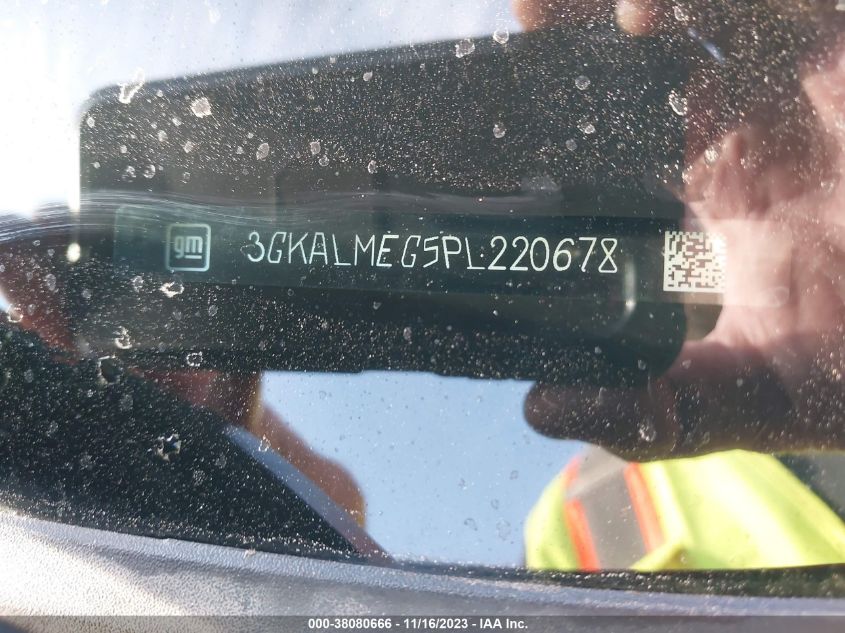 gm 3GKALMEG5PL220678
000-38080666 - 11/16/2023 - IAA Inc.